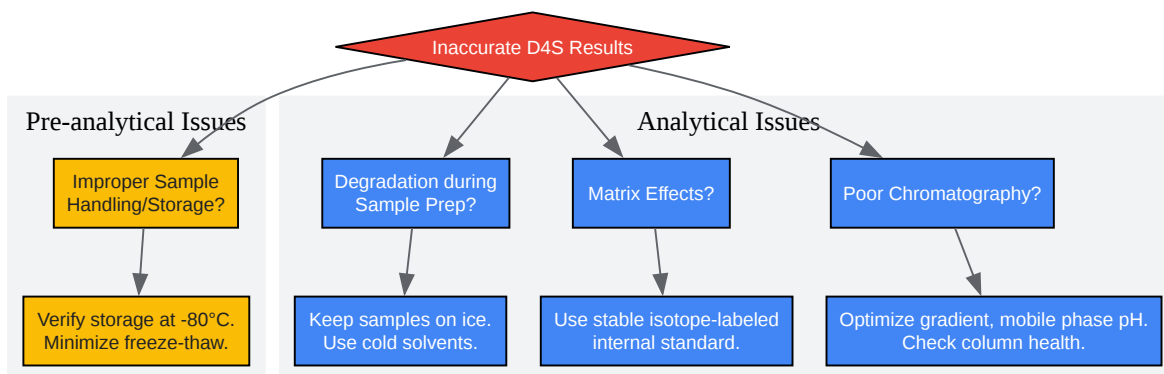 Inaccurate D4S Results
Pre-analytical Issues
Analytical Issues
Improper Sample
Handling/Storage?
Degradation during
Sample Prep?
Matrix Effects?
Poor Chromatography?
Verify storage at -80°C.
Minimize freeze-thaw.
Keep samples on ice.
Use cold solvents.
Use stable isotope-labeled
internal standard.
Optimize gradient, mobile phase pH.
Check column health.